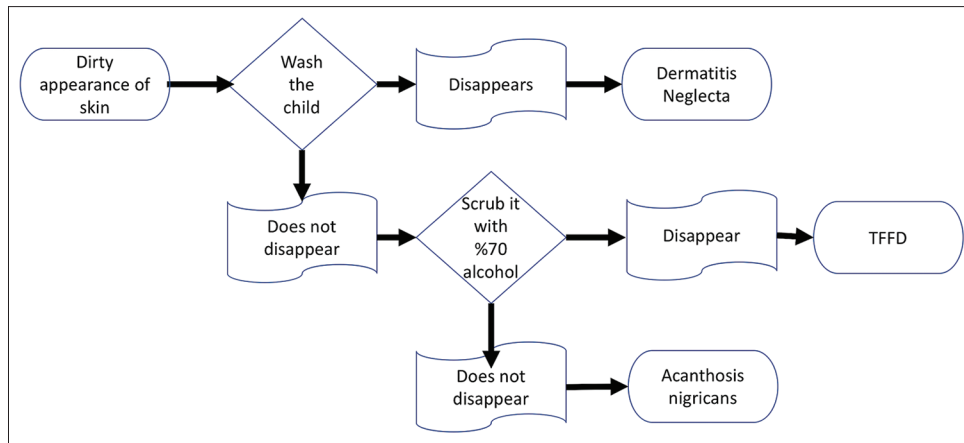 Dirty
appearance of
skin
Wash
the
child
Disappears
Dermatitis
Neglecta
Does not
disappear
Scrub it
with
%70
alcohol
Disappear
TFFD
Does not
disappear
Acanthosis
nigricans